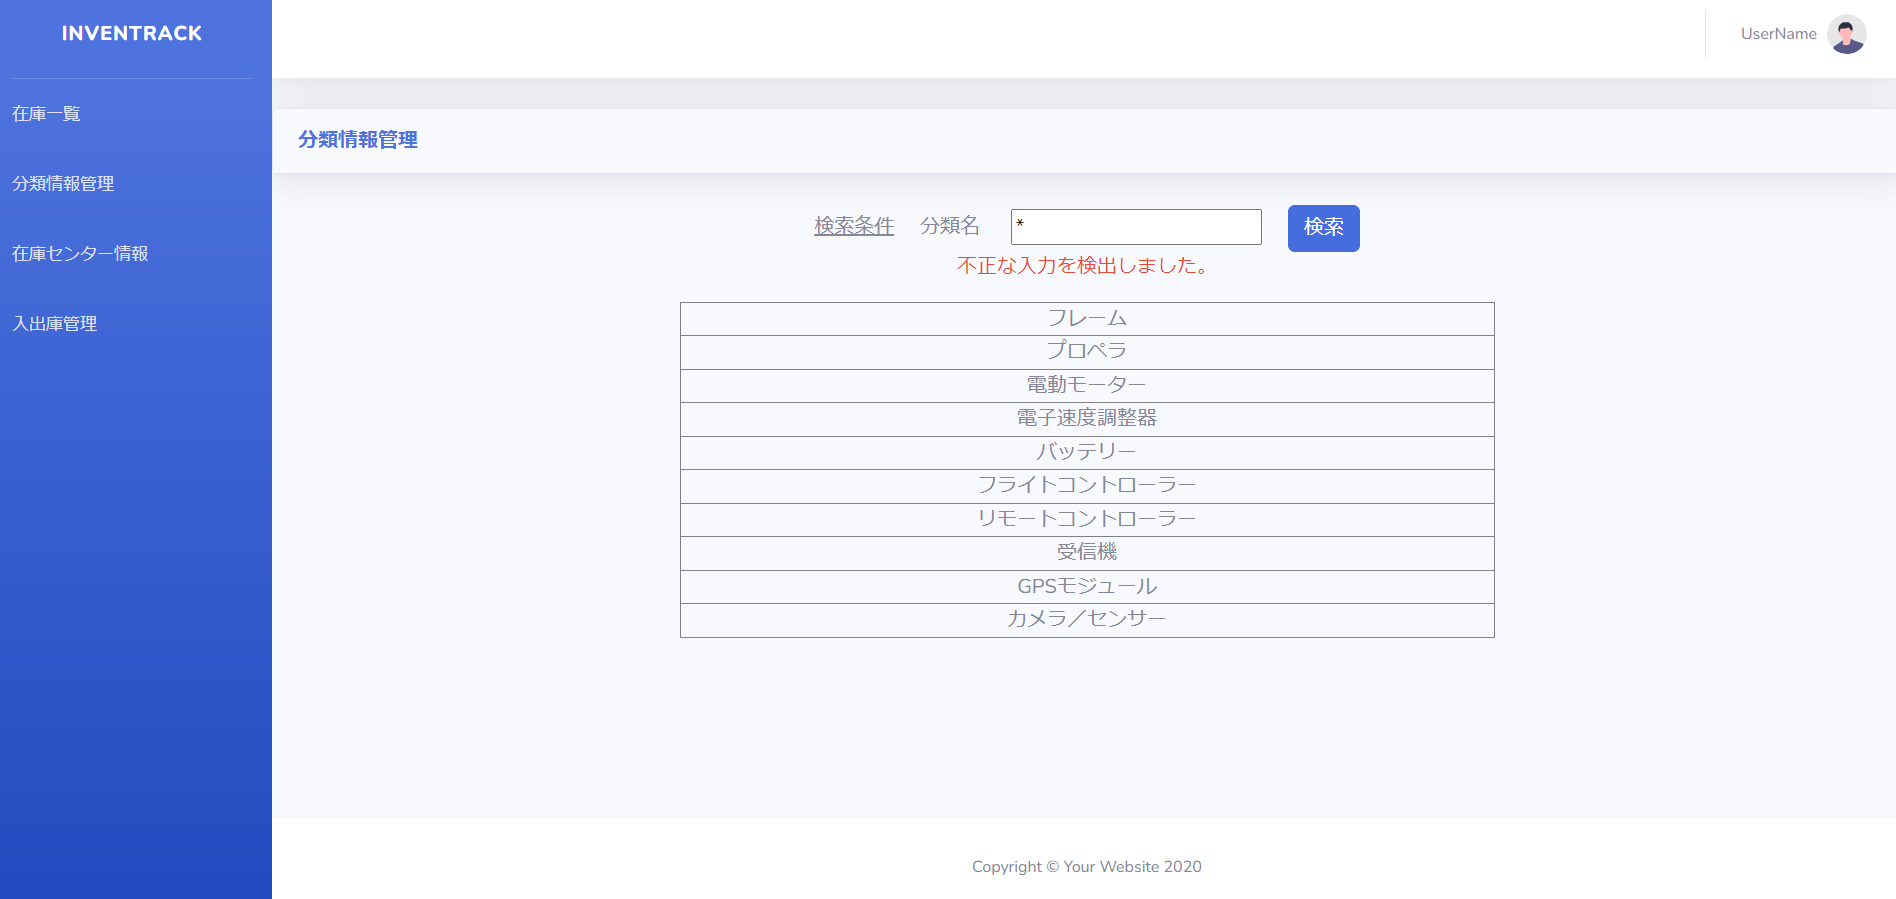 INVENTRACK
UserName
在庫一覧
分類情報管理
在庫センター情報
入出庫管理
分類情報管理
検索条件 分類名 * 検索
不正な入力を検出しました。
フレーム
プロペラ
電動モーター
電子速度調整器
バッテリー
フライトコントローラー
リモートコントローラー
受信機
GPSモジュール
カメラ／センサー
Copyright © Your Website 2020